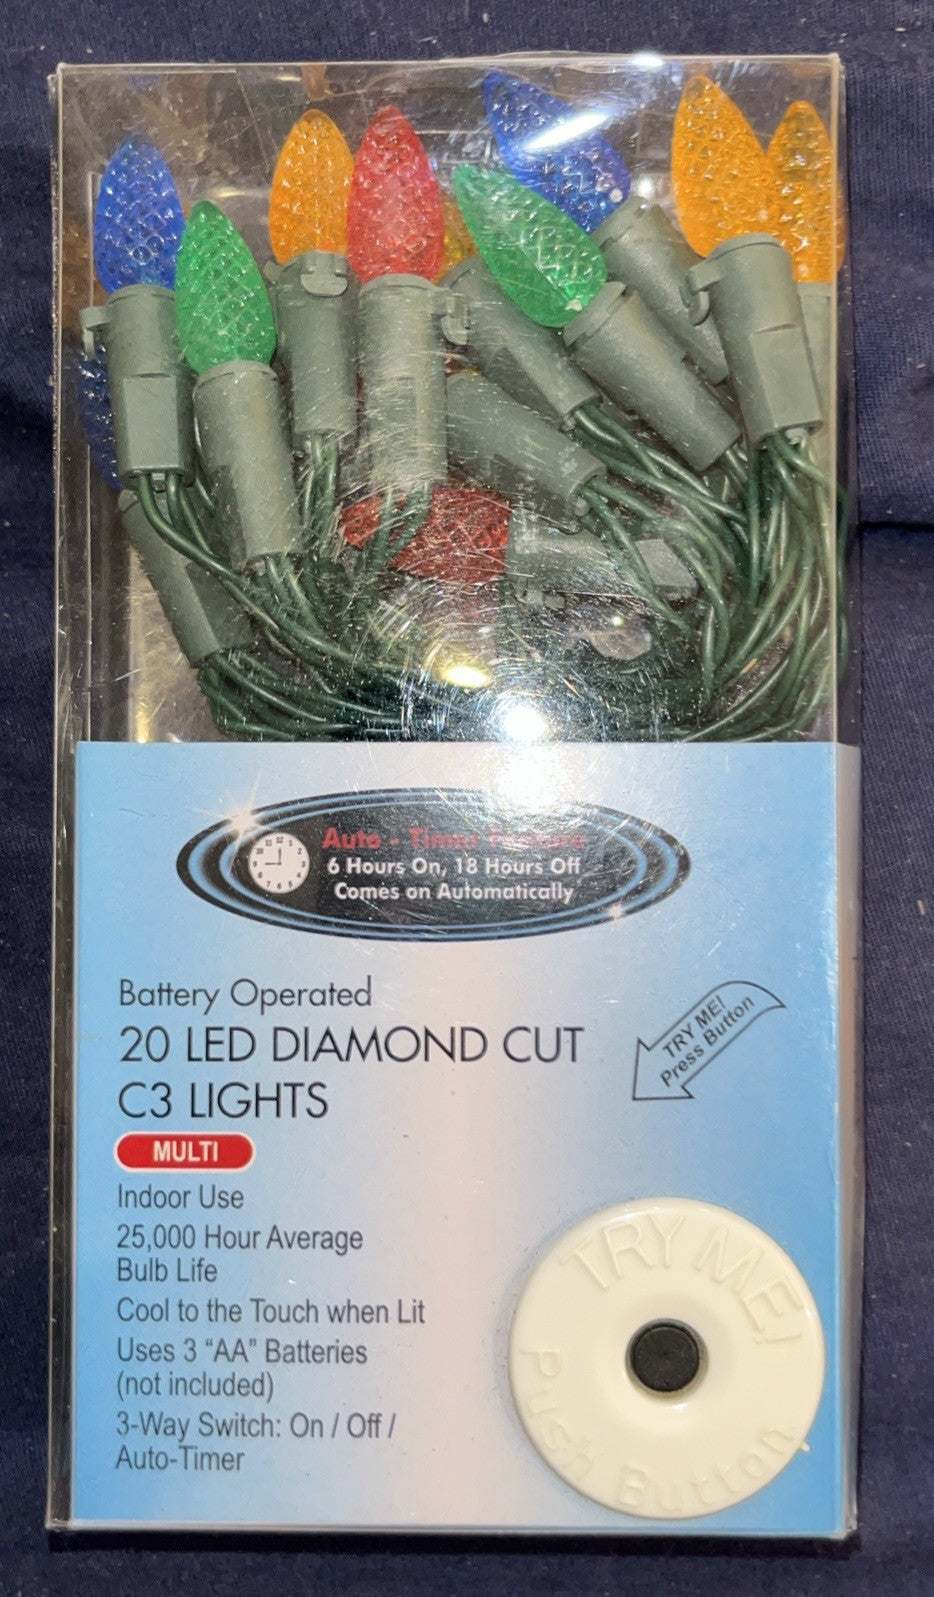 Auto - Timer Feature
6 Hours On, 18 Hours Off
Comes on Automatically
Battery Operated
20 LED DIAMOND CUT
C3 LIGHTS
TRY ME!
Press Button
MULTI
Indoor Use
25,000 Hour Average
Bulb Life
Cool to the Touch when Lit
Uses 3 “AA” Batteries
(not included)
3-Way Switch: On / Off /
Auto-Timer
TRY ME!
Push Button